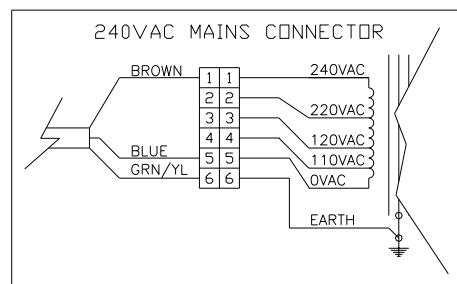 240VAC MAINS CONNECTOR
BROWN
240VAC
1 1
2 2
220VAC
3 3
120VAC
4 4
BLUE
110VAC
5 5
GRN/YL
0VAC
6 6
EARTH